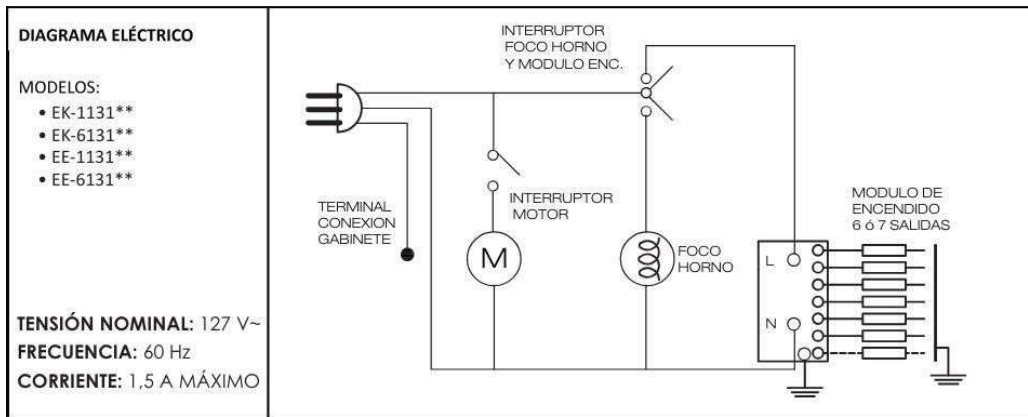 DIAGRAMA ELÉCTRICO
MODELOS:
• EK-1131**
• EK-6131**
• EE-1131**
• EE-6131**
TENSIÓN NOMINAL: 127 V~
FRECUENCIA: 60 Hz
CORRIENTE: 1,5 A MÁXIMO
INTERRUPTOR
FOCO HORNO
Y MODULO ENC.
TERMINAL
CONEXION
GABINETE
INTERRUPTOR
MOTOR
M
FOCO
HORNO
MODULO DE
ENCENDIDO
6 ó 7 SALIDAS
L
N